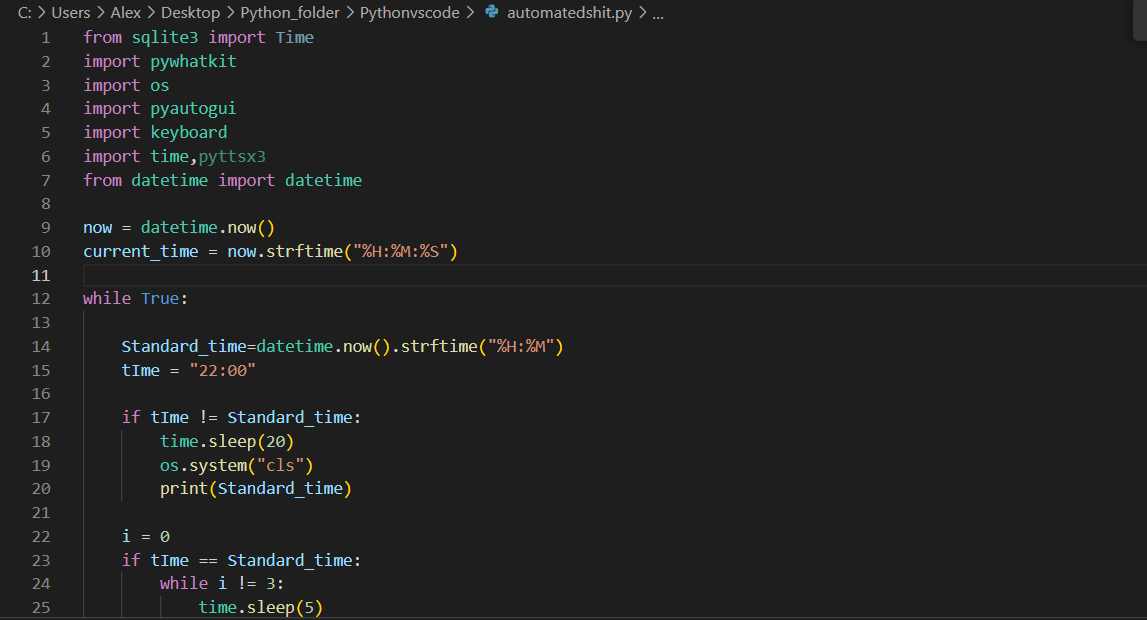 C: > Users > Alex > Desktop > Python_folder > Pythonvscode > automatedshit.py > ...
1 from sqlite3 import Time
2 import pywhatkit
3 import os
4 import pyautogui
5 import keyboard
6 import time,pyttsx3
7 from datetime import datetime
8
9 now = datetime.now()
10 current_time = now.strftime("%H:%M:%S")
11
12 while True:
13
14     Standard_time=datetime.now().strftime("%H:%M")
15     tIme = "22:00"
16
17     if tIme != Standard_time:
18         time.sleep(20)
19         os.system("cls")
20         print(Standard_time)
21
22     i = 0
23     if tIme == Standard_time:
24         while i != 3:
25             time.sleep(5)